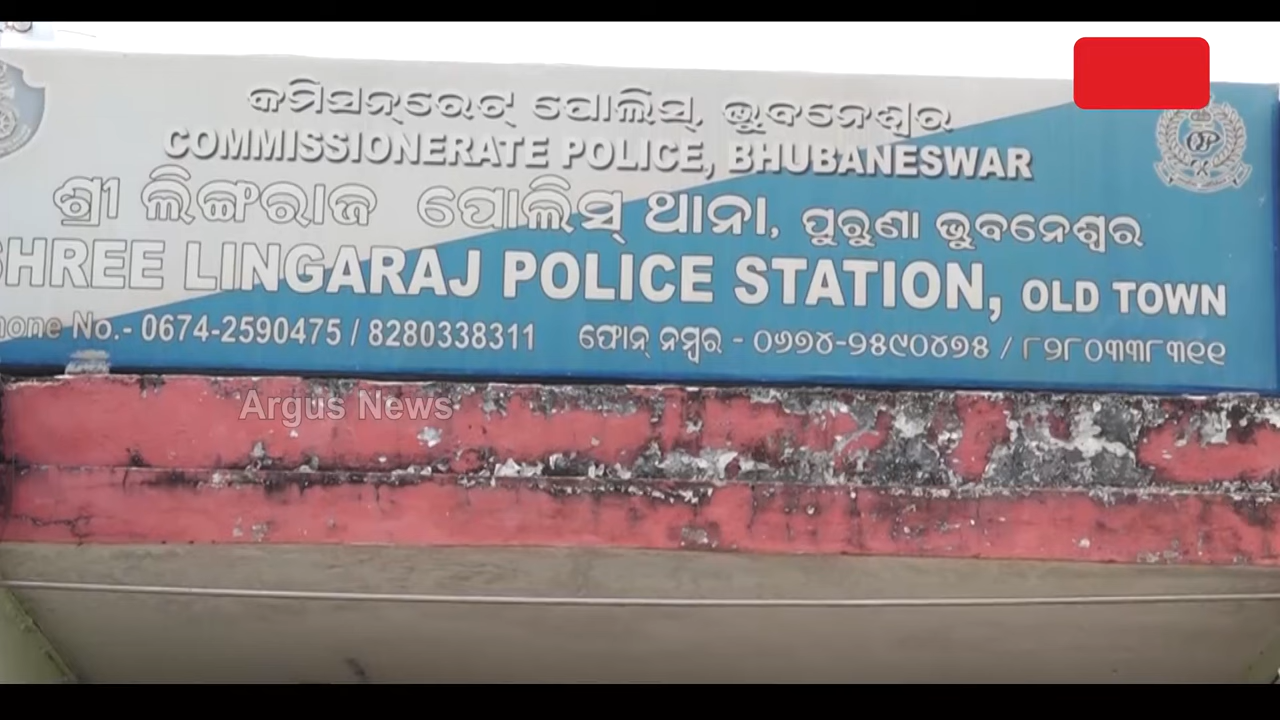 କମିସନ୍‌ରେଟ୍ ପୋଲିସ୍, ଭୁବନେଶ୍ୱର
COMMISSIONERATE POLICE, BHUBANESWAR
ଶ୍ରୀ ଲିଙ୍ଗରାଜ ପୋଲିସ୍ ଥାନା, ପୁରୁଣା ଭୁବନେଶ୍ୱର
SHREE LINGARAJ POLICE STATION, OLD TOWN
hone No.- 0674-2590475 / 8280338311 ଫୋନ୍ ନମ୍ବର - ୦୬୭୪-୨୫୯୦୪୭୫ / ୮୨୮୦୩୩୮୩୧୧
Argus News